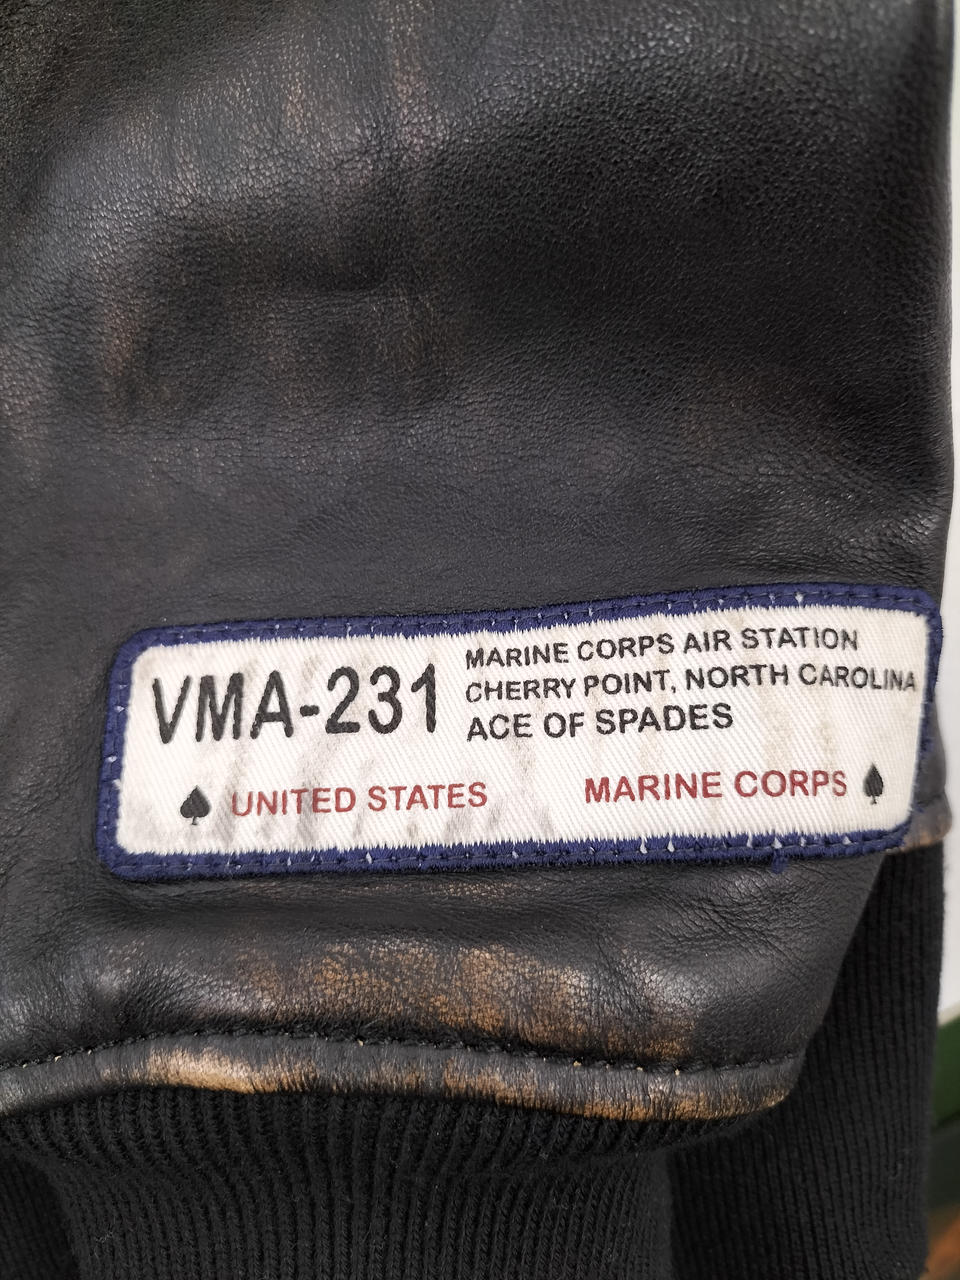 VMA-231
MARINE CORPS AIR STATION
CHERRY POINT, NORTH CAROLINA
ACE OF SPADES
UNITED STATES MARINE CORPS